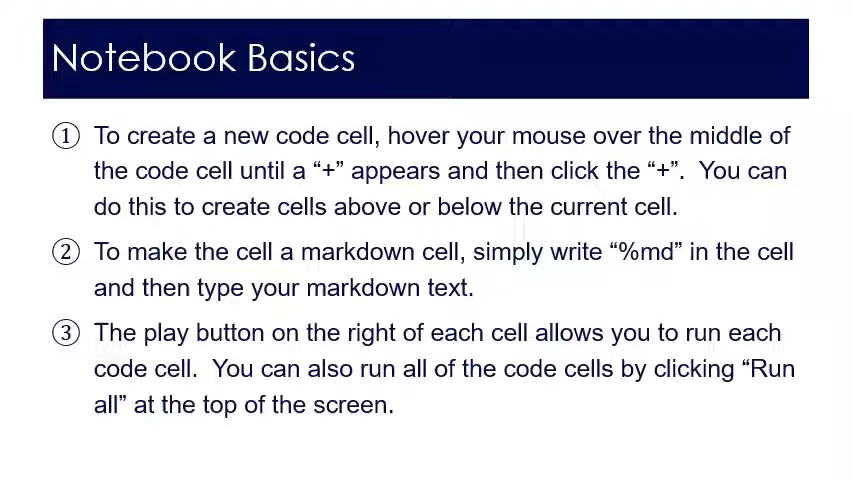 Notebook Basics
① To create a new code cell, hover your mouse over the middle of
the code cell until a “+” appears and then click the “+”.  You can
do this to create cells above or below the current cell.
② To make the cell a markdown cell, simply write “%md” in the cell
and then type your markdown text.
③ The play button on the right of each cell allows you to run each
code cell.  You can also run all of the code cells by clicking “Run
all” at the top of the screen.